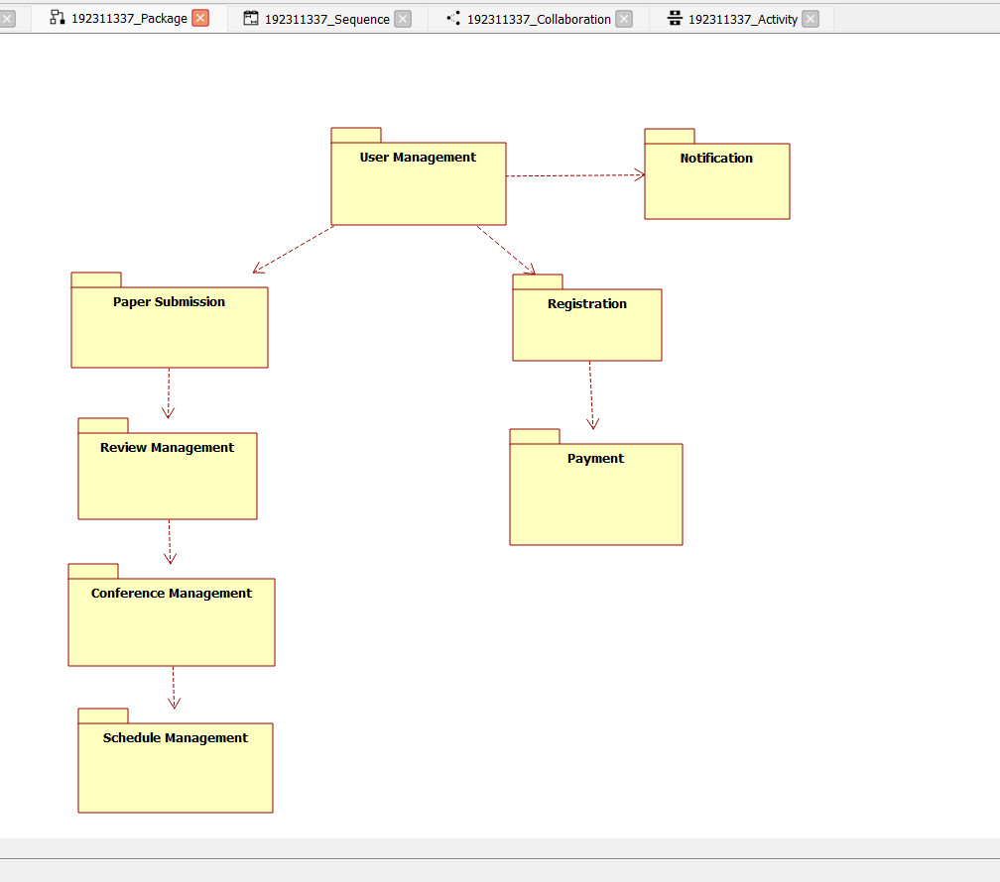 192311337_Package
192311337_Sequence
192311337_Collaboration
192311337_Activity
User Management
Notification
Paper Submission
Registration
Review Management
Payment
Conference Management
Schedule Management